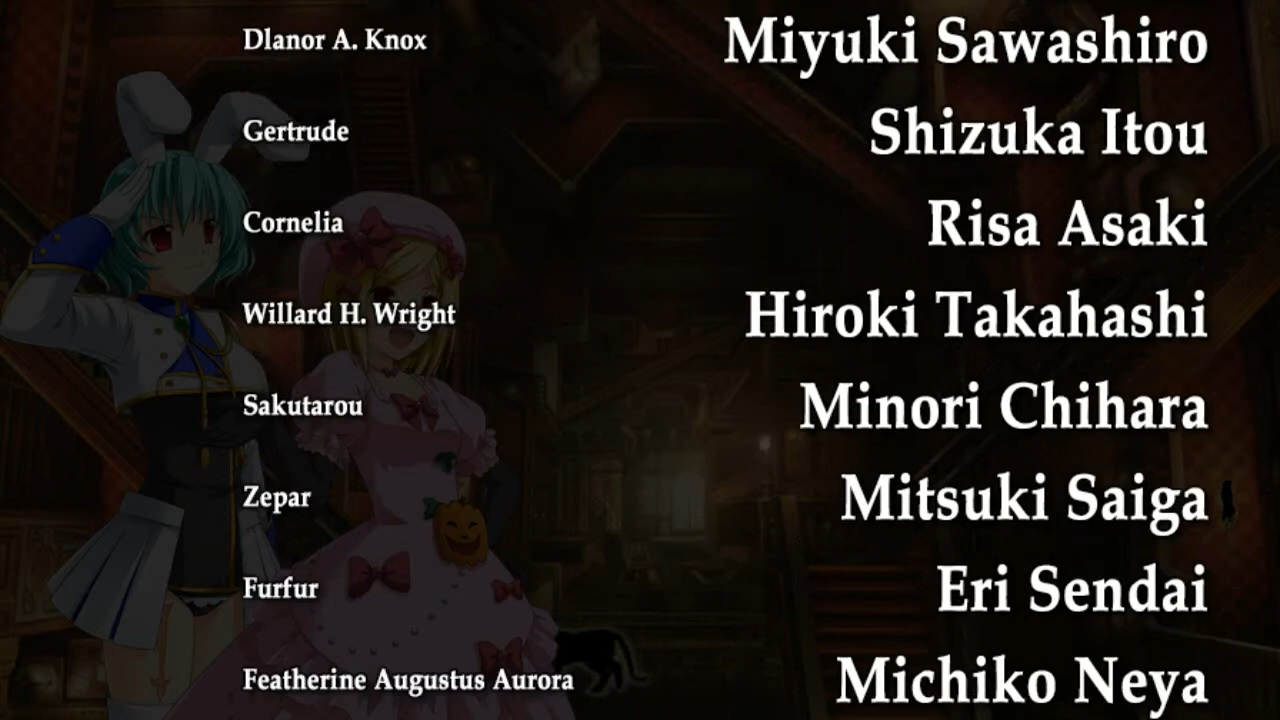 Dlanor A. Knox Miyuki Sawashiro
Gertrude Shizuka Itou
Cornelia Risa Asaki
Willard H. Wright Hiroki Takahashi
Sakutarou Minori Chihara
Zepar Mitsuki Saiga
Furfur Eri Sendai
Featherine Augustus Aurora Michiko Neya